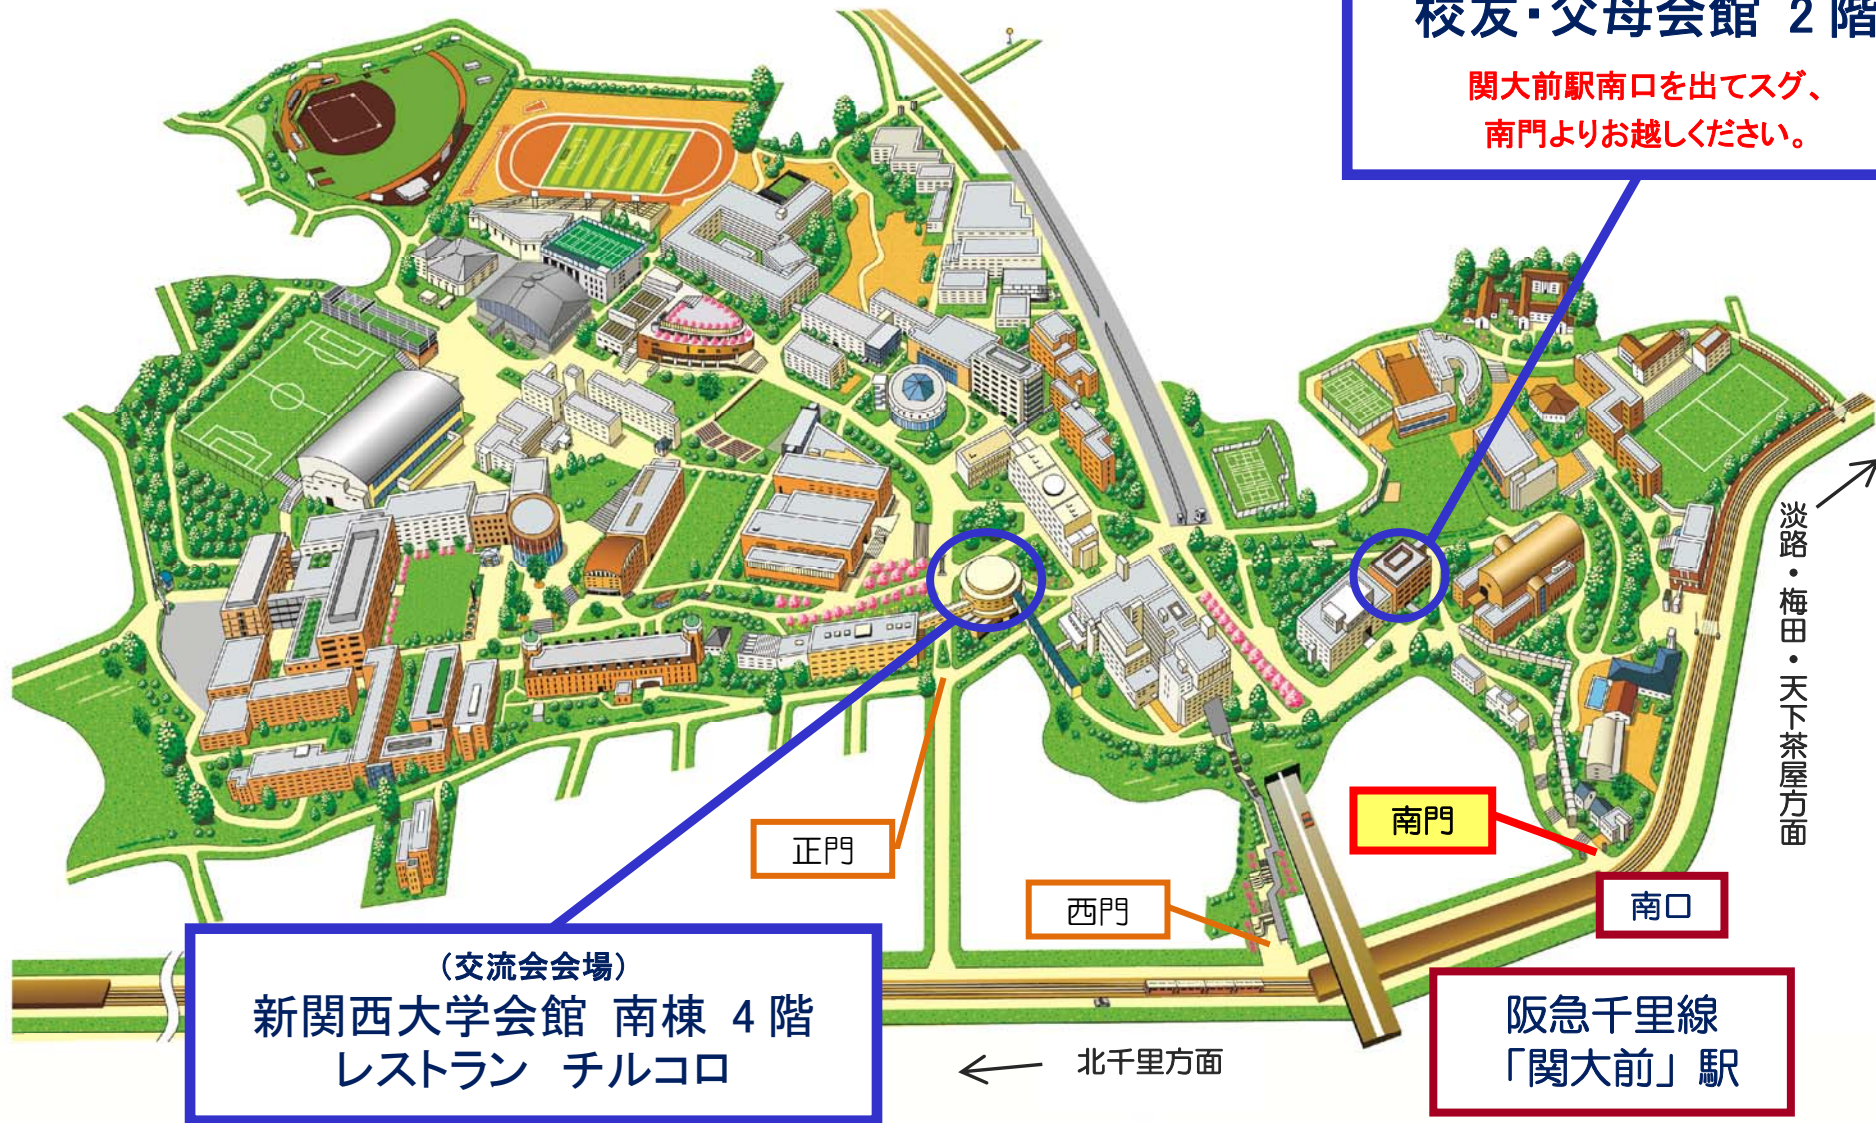 校友・父母会館 2階
関大前駅南口を出てスグ、
南門よりお越しください。
淡路・梅田・天下茶屋方面
正門
南門
西門
南口
（交流会会場）
新関西大学会館 南棟 4階
レストラン チルコロ
北千里方面
阪急千里線
「関大前」駅